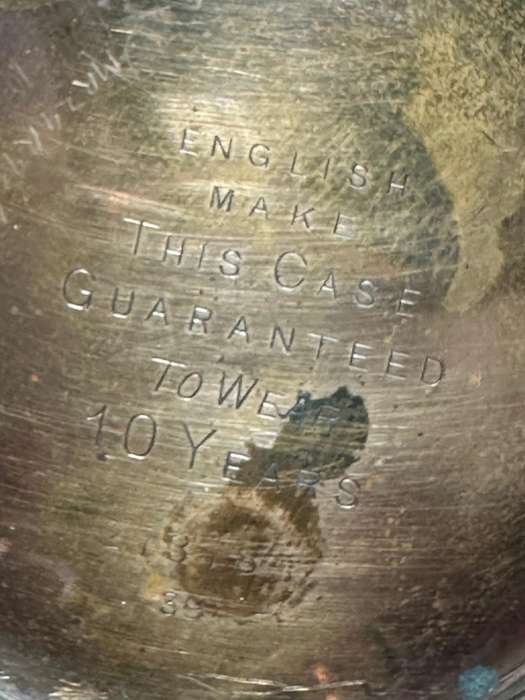 ENGLISH
MAKE
THIS CASE
GUARANTEED
TO WEAR
10 YEARS